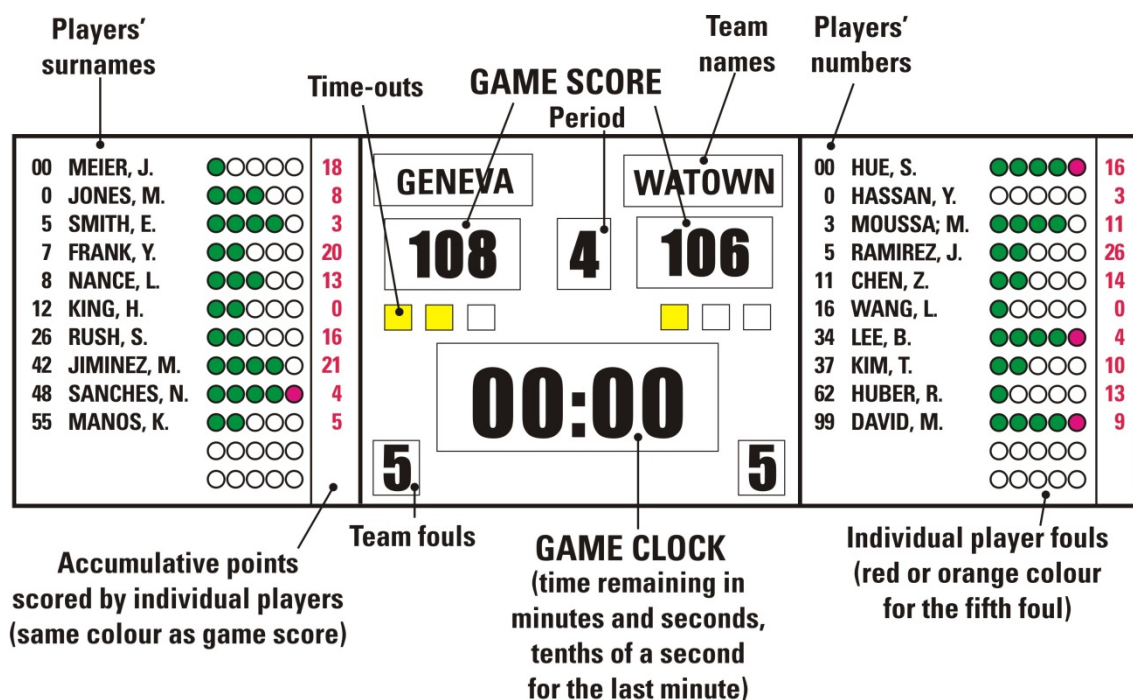 Players'
surnames
Time-outs
GAME SCORE
Period
Team
names
Players'
numbers
00 MEIER, J. 18
0 JONES, M. 8
5 SMITH, E. 3
7 FRANK, Y. 20
8 NANCE, L. 13
12 KING, H. 0
26 RUSH, S. 16
42 JIMINEZ, M. 21
48 SANCHES, N. 4
55 MANOS, K. 5
GENEVA WATOWN
108 4 106
00:00
5 5
00 HUE, S. 16
0 HASSAN, Y. 3
3 MOUSSA; M. 11
5 RAMIREZ, J. 26
11 CHEN, Z. 14
16 WANG, L. 0
34 LEE, B. 4
37 KIM, T. 10
62 HUBER, R. 13
99 DAVID, M. 9
Accumulative points
scored by individual players
(same colour as game score)
Team fouls
GAME CLOCK
(time remaining in
minutes and seconds,
tenths of a second
for the last minute)
Individual player fouls
(red or orange colour
for the fifth foul)